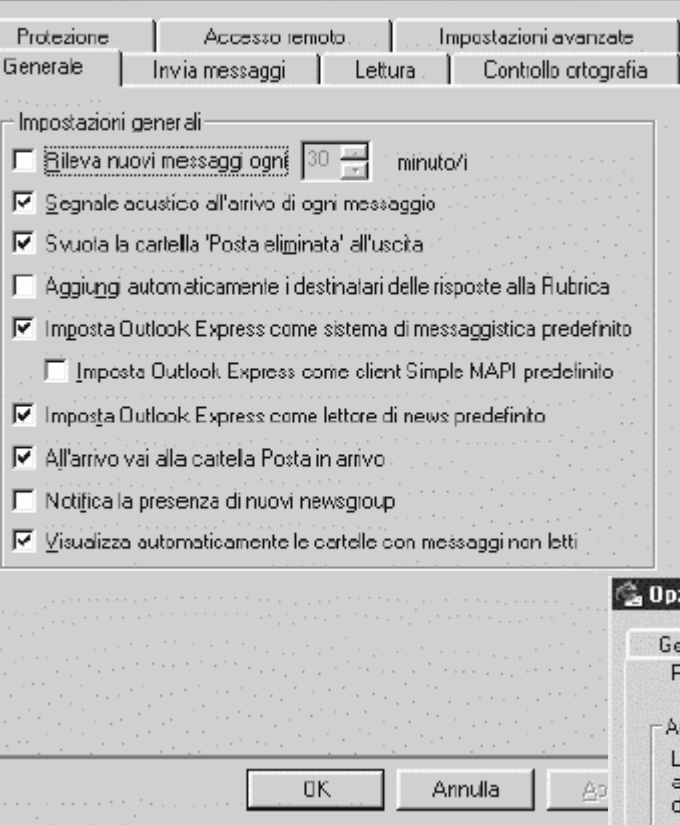 Protezione Accesso remoto Impostazioni avanzate
Generale Invia messaggi Lettura Controllo ortografia
Impostazioni generali
Rileva nuovi messaggi ogni 30 minuto/i
Segnale acustico all'arrivo di ogni messaggio
Svuota la cartella 'Posta eliminata' all'uscita
Aggiungi automaticamente i destinatari delle risposte alla Rubrica
Imposta Outlook Express come sistema di messaggistica predefinito
Imposta Outlook Express come client Simple MAPI predefinito
Imposta Outlook Express come lettore di news predefinito
All'arrivo vai alla cartella Posta in arrivo
Notifica la presenza di nuovi newsgroup
Visualizza automaticamente le cartelle con messaggi non letti
Opz
Ge
OK Annulla Ap